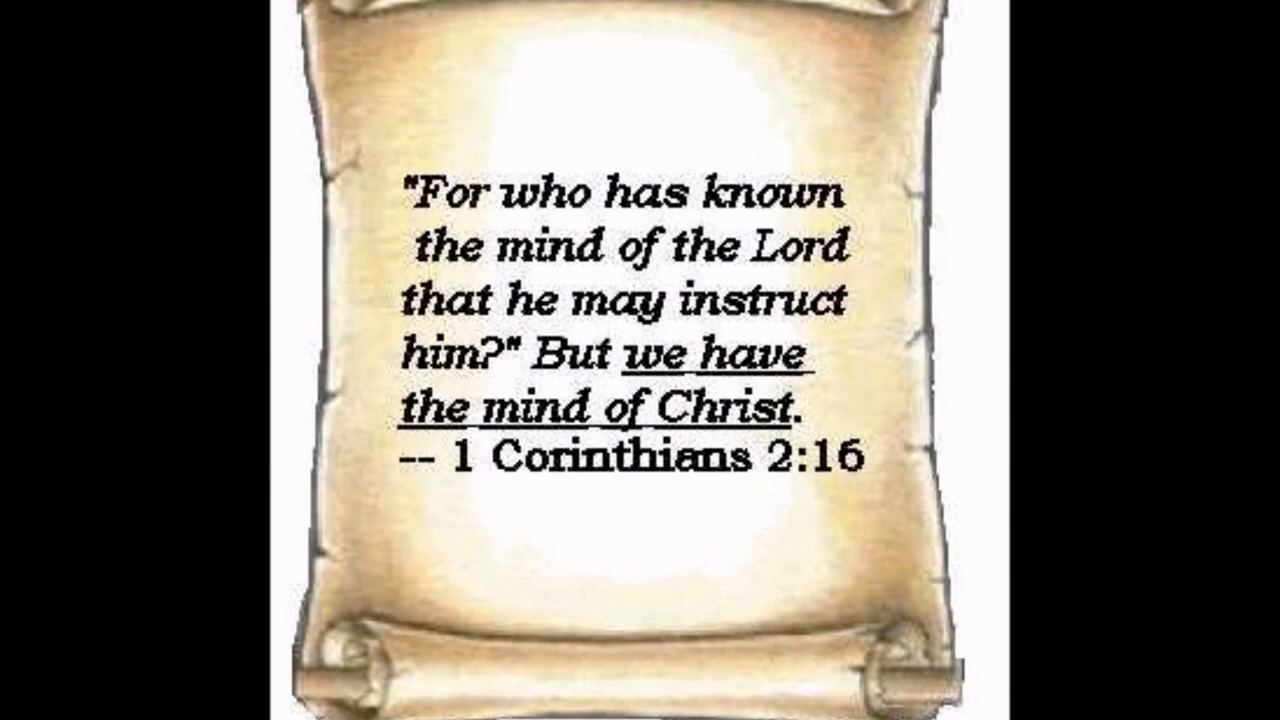 "For who has known
the mind of the Lord
that he may instruct
him?" But we have
the mind of Christ.
-- 1 Corinthians 2:16